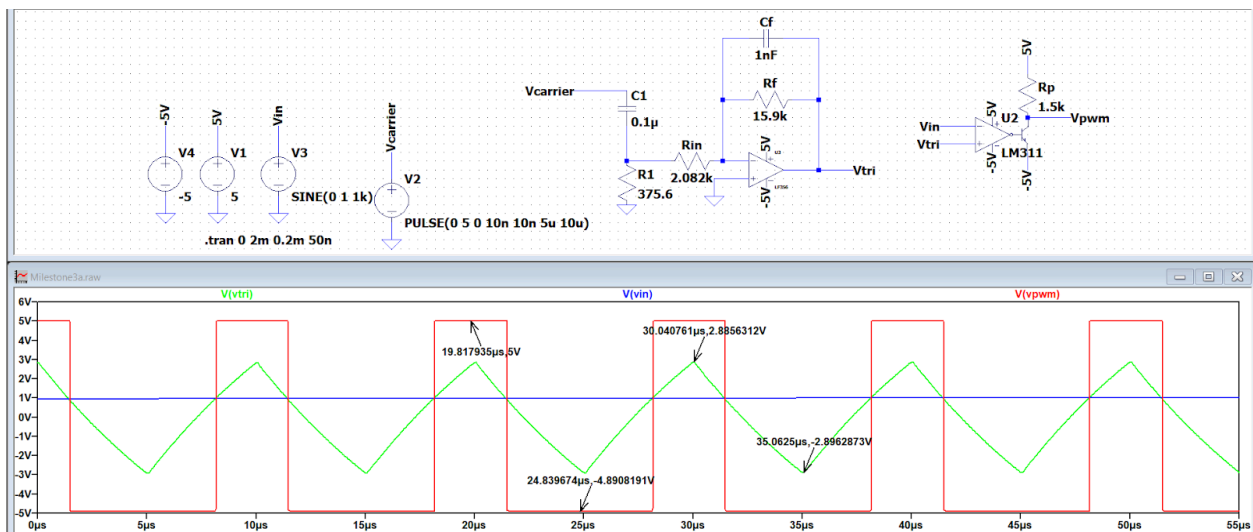 Cf
1nF
Rf
15.9k
Vcarrier
C1
0.1µ
Rin
2.082k
R1
375.6
5V
U3
LF356
-5V
Vtri
5V
Rp
1.5k
Vpwm
5V
U2
Vin
Vtri
-5V
LM311
-5V
-5V
5V
Vin
Vcarrier
V4
-5
V1
5
V3
SINE(0 1 1k)
V2
PULSE(0 5 0 10n 10n 5u 10u)
.tran 0 2m 0.2m 50n
Milestone3a.raw
V(vtri) V(vin) V(vpwm)
6V
5V
4V
3V
2V
1V
0V
-1V
-2V
-3V
-4V
-5V
19.817935µs,5V
30.040761µs,2.8856312V
35.0625µs,-2.8962873V
24.839674µs,-4.8908191V
0µs 5µs 10µs 15µs 20µs 25µs 30µs 35µs 40µs 45µs 50µs 55µs